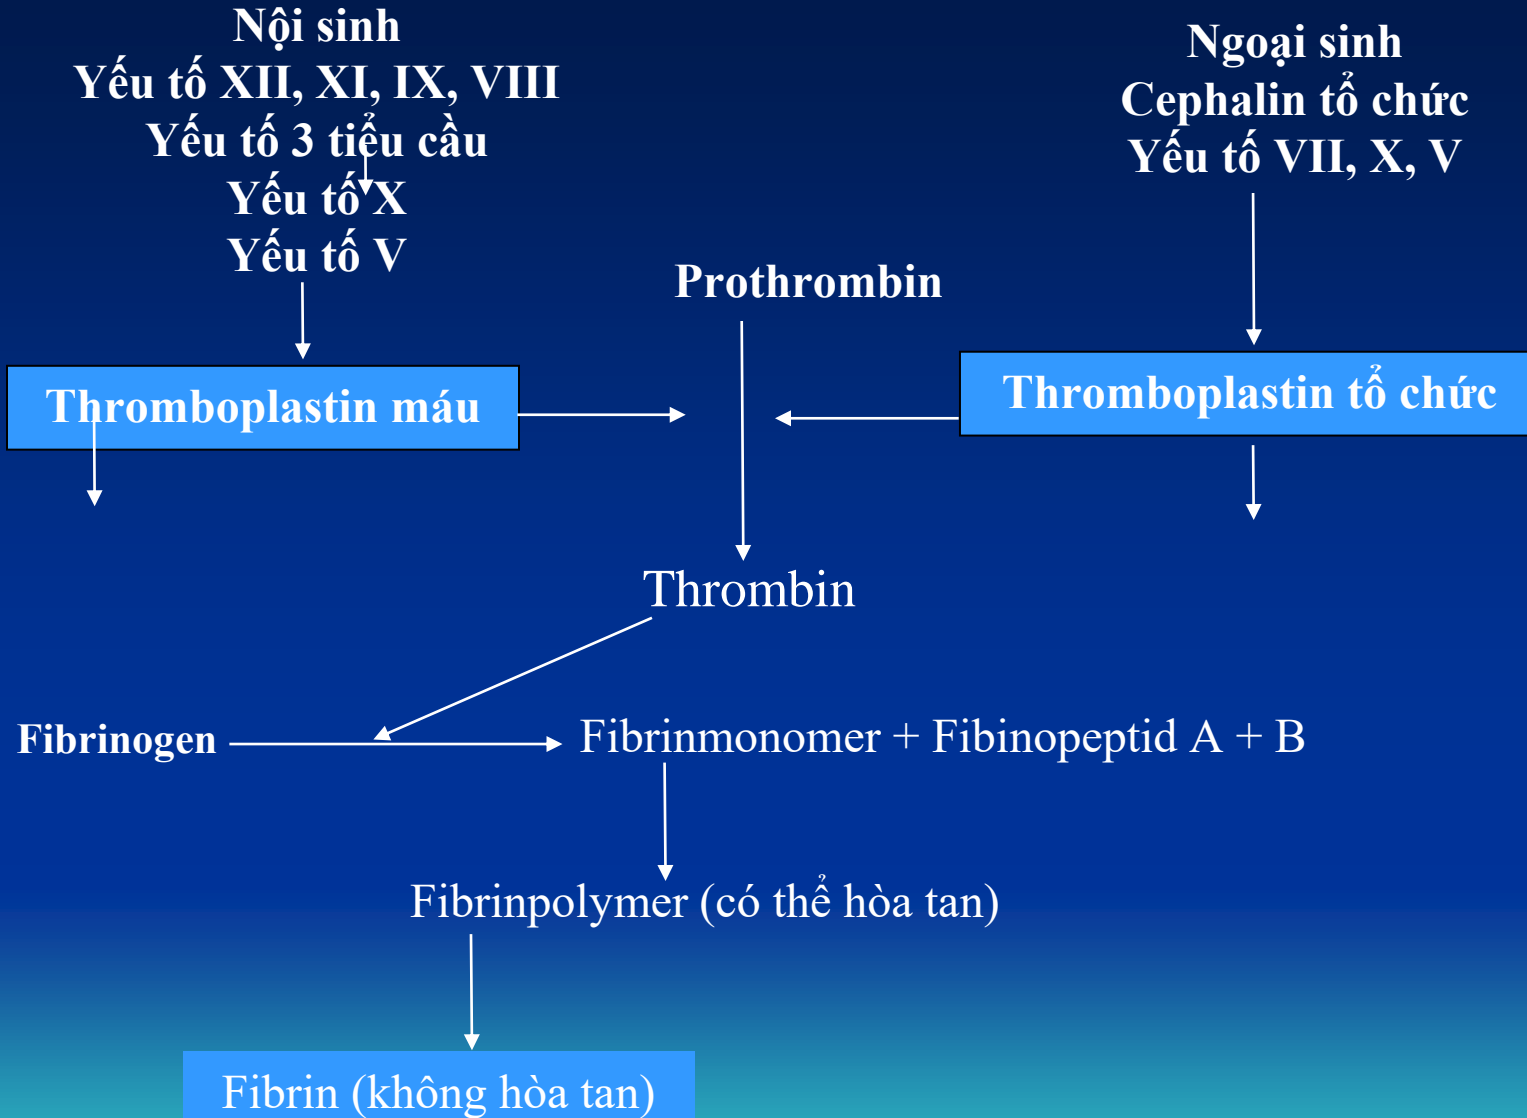 Nội sinh
Yếu tố XII, XI, IX, VIII
Yếu tố 3 tiểu cầu
Yếu tố X
Yếu tố V
Ngoại sinh
Cephalin tổ chức
Yếu tố VII, X, V
Prothrombin
Thromboplastin máu
Thromboplastin tổ chức
Thrombin
Fibrinogen
Fibrinmonomer + Fibinopeptid A + B
Fibrinpolymer (có thể hòa tan)
Fibrin (không hòa tan)